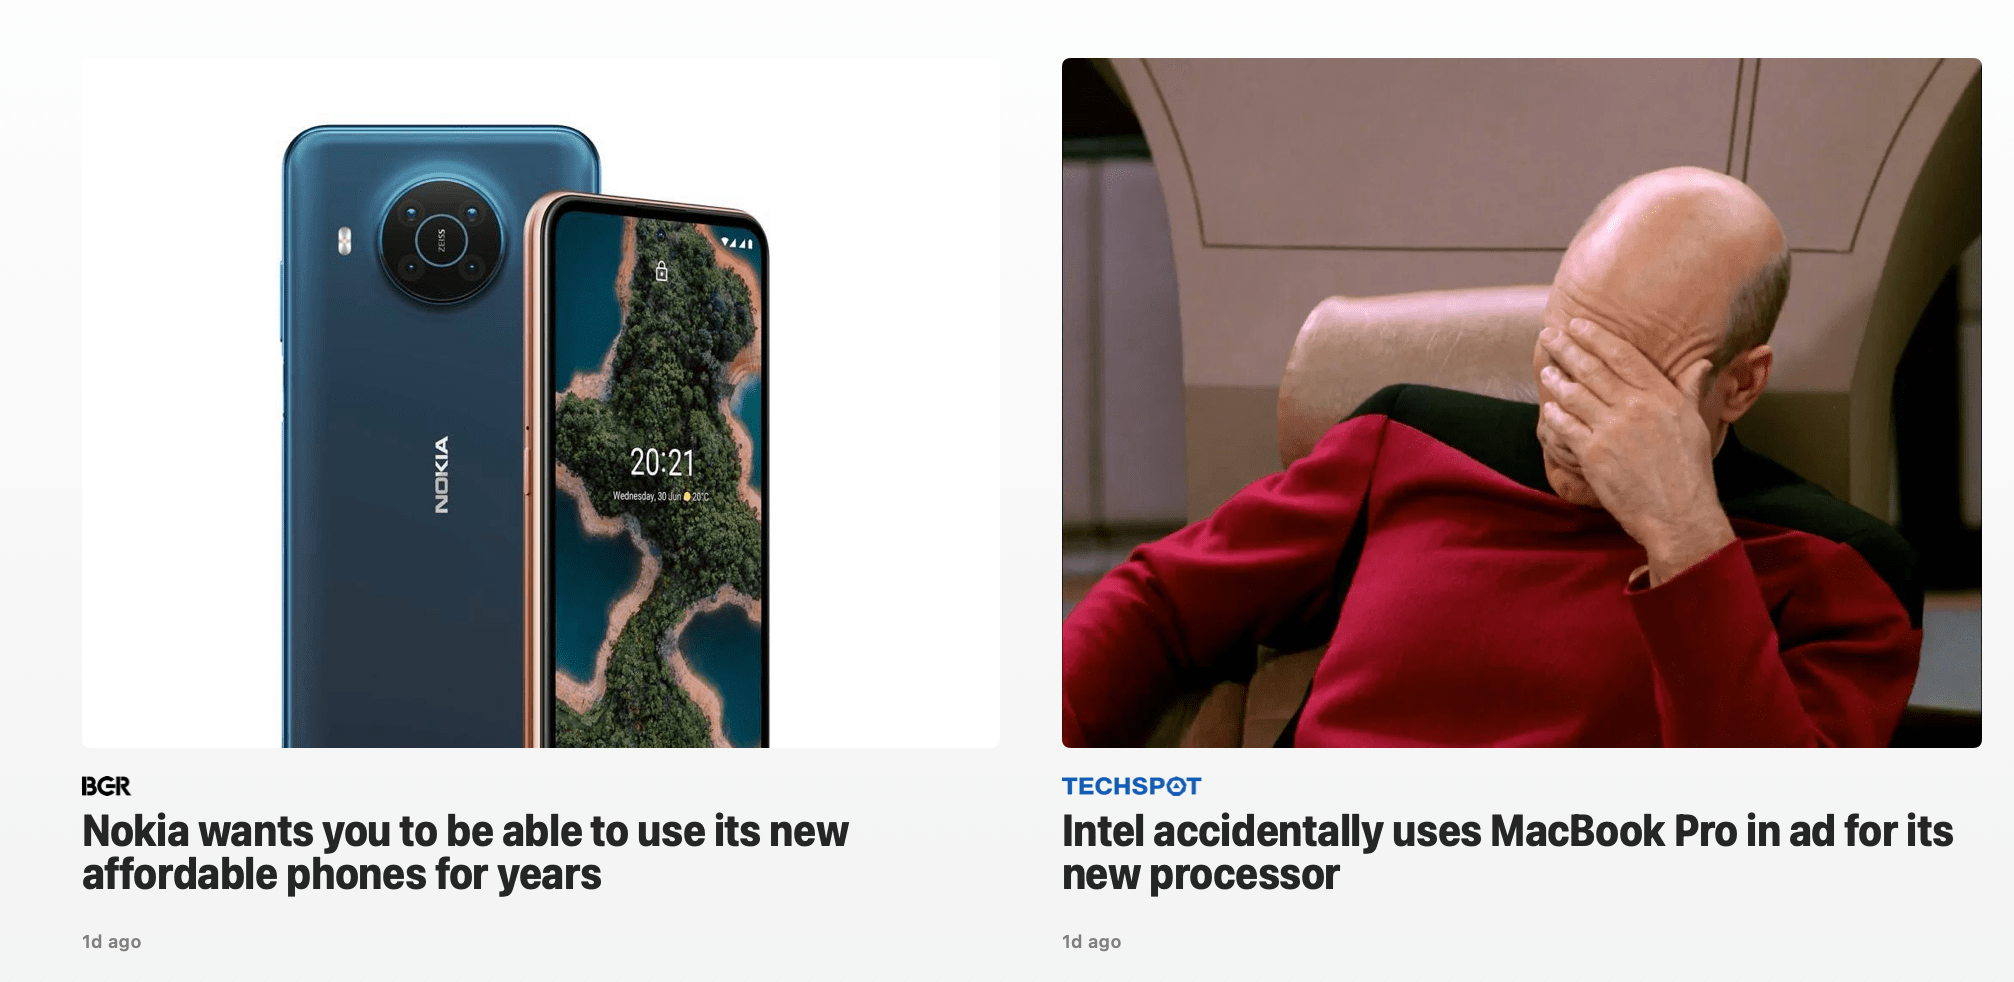 ZEISS
NOKIA
20:21
Wednesday, 30 Jun 20°C
BGR
Nokia wants you to be able to use its new
affordable phones for years
1d ago
TECHSPOT
Intel accidentally uses MacBook Pro in ad for its
new processor
1d ago